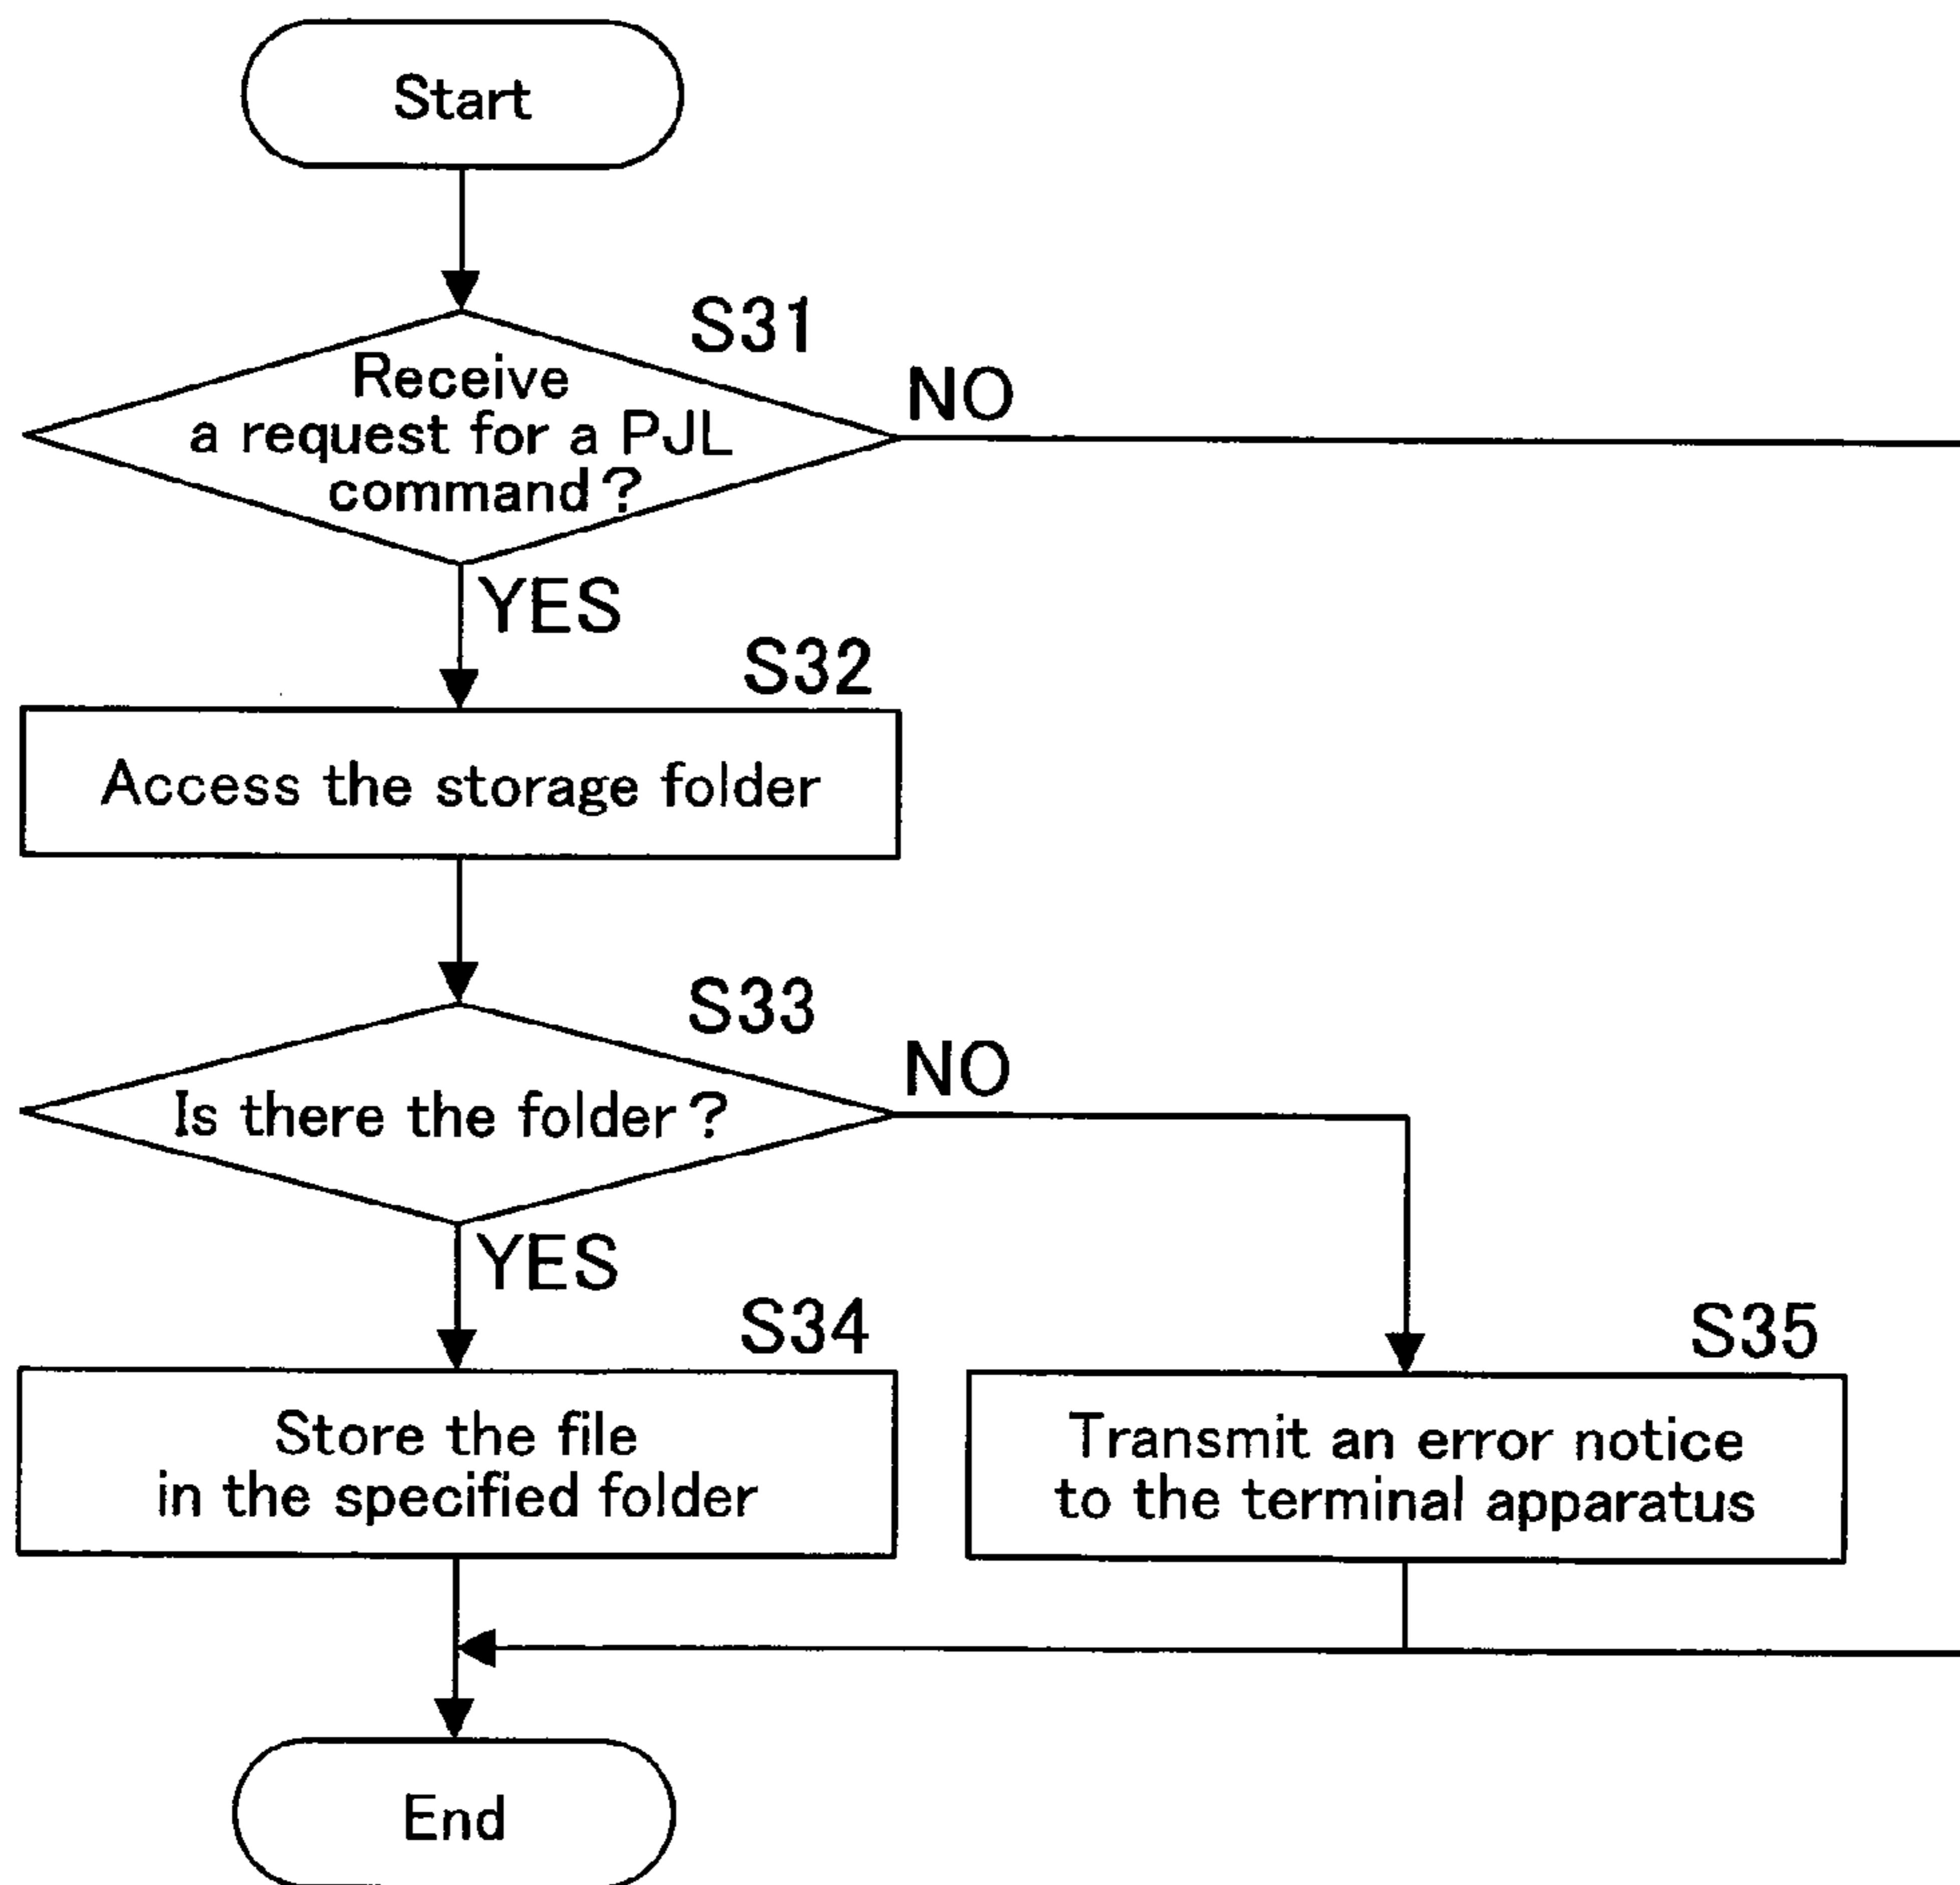 Start
S31
Receive
a request for a PJL
command?
NO
YES
S32
Access the storage folder
S33
Is there the folder?
NO
YES
S34
Store the file
in the specified folder
S35
Transmit an error notice
to the terminal apparatus
End